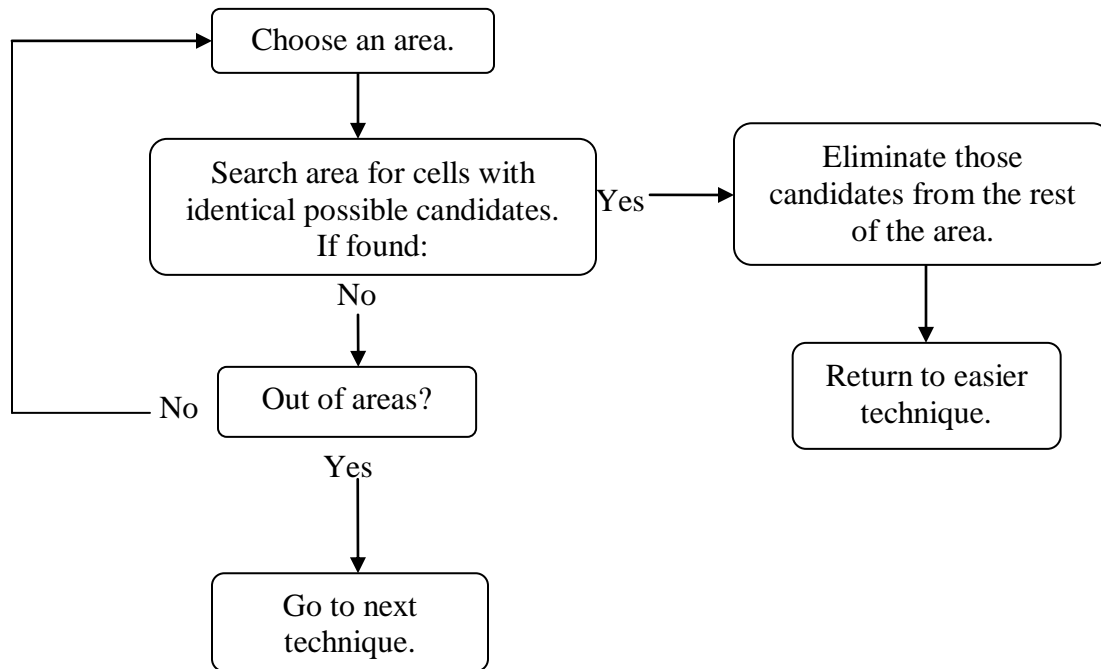 Choose an area.
Search area for cells with
identical possible candidates.
If found:
Yes
Eliminate those
candidates from the rest
of the area.
No
Return to easier
technique.
Out of areas?
No
Yes
Go to next
technique.